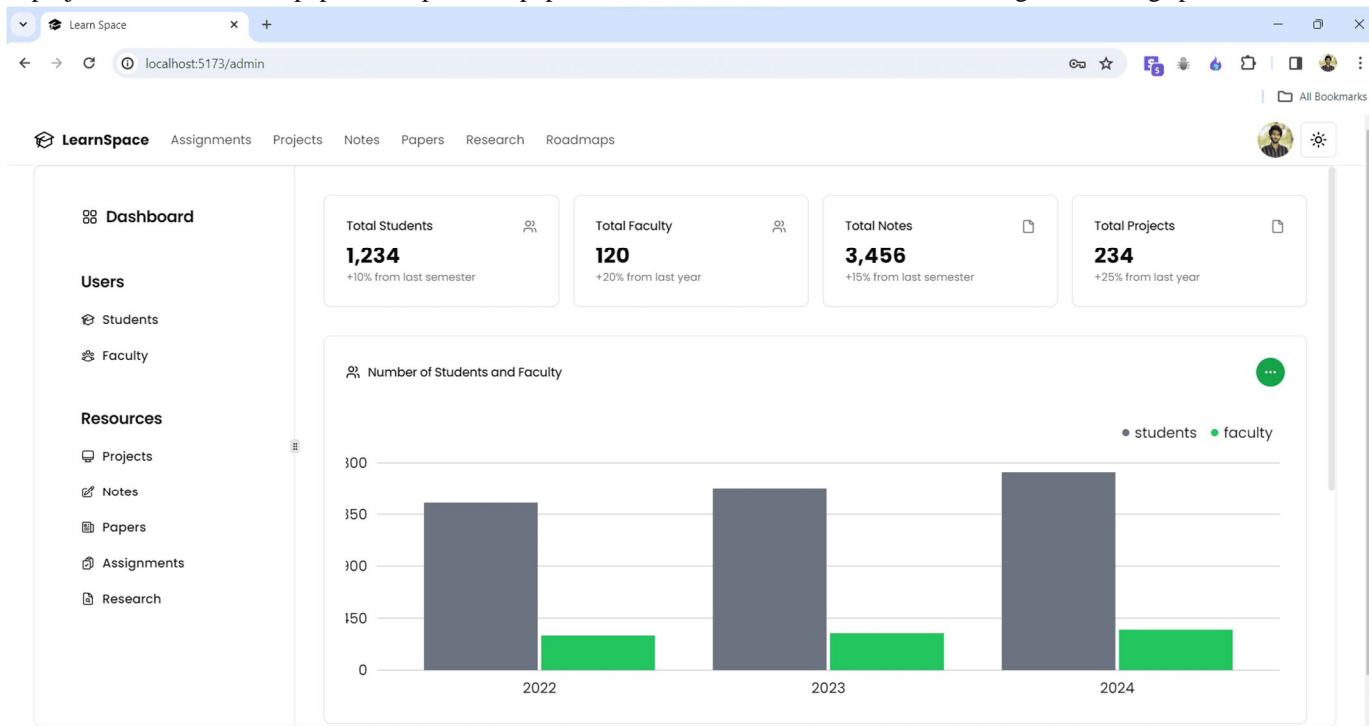 Learn Space
localhost:5173/admin
All Bookmarks
LearnSpace Assignments Projects Notes Papers Research Roadmaps
Dashboard
Users
Students
Faculty
Resources
Projects
Notes
Papers
Assignments
Research
Total Students
1,234
+10% from last semester
Total Faculty
120
+20% from last year
Total Notes
3,456
+15% from last semester
Total Projects
234
+25% from last year
Number of Students and Faculty
students faculty
450
0
2022 2023 2024